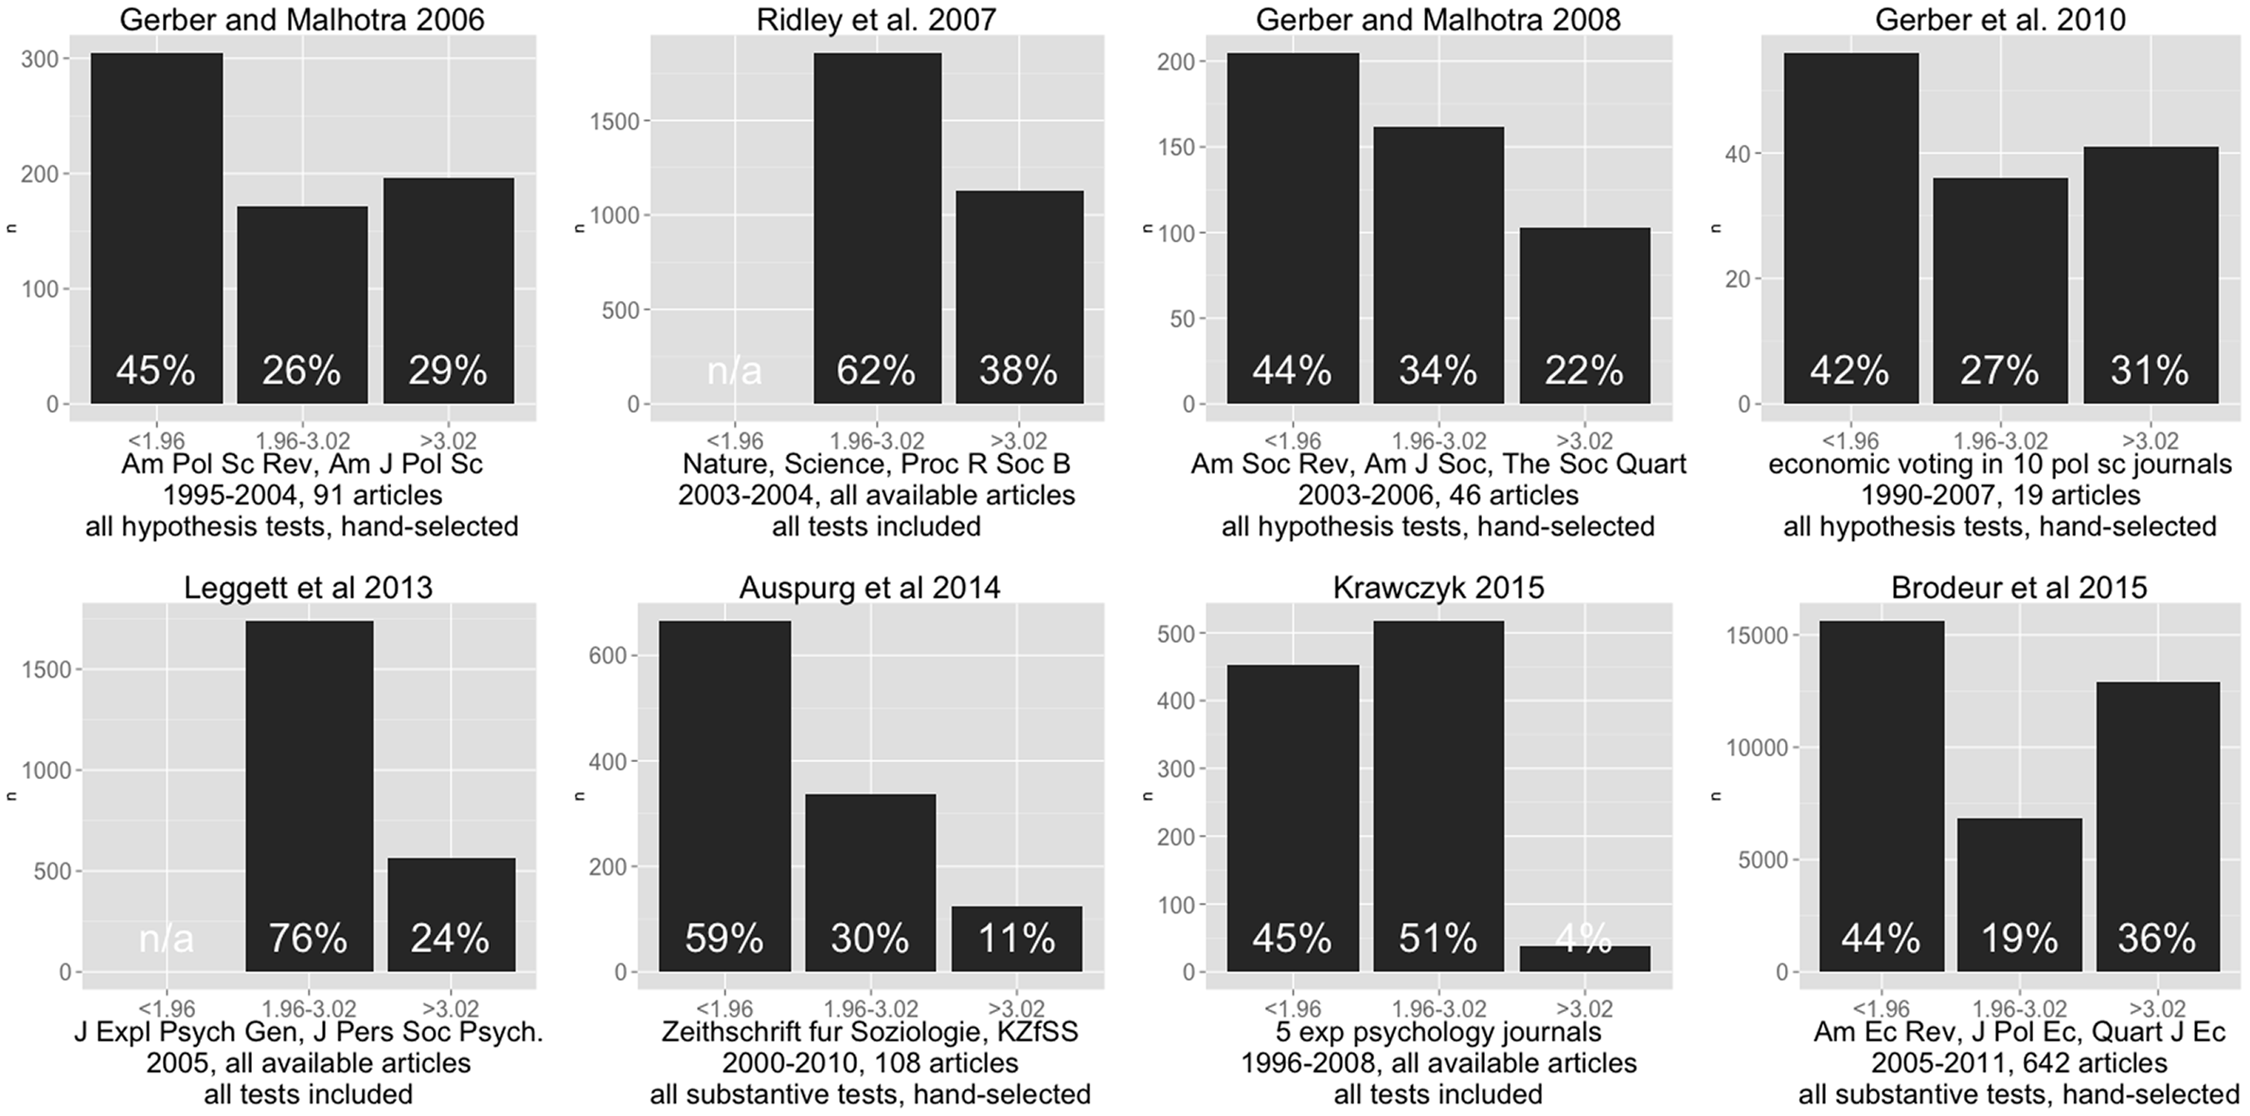 Gerber and Malhotra 2006
300
200
100
0
n
45%
26%
29%
<1.96
1.96-3.02
>3.02
Am Pol Sc Rev, Am J Pol Sc
1995-2004, 91 articles
all hypothesis tests, hand-selected
Ridley et al. 2007
1500
1000
500
0
n
n/a
62%
38%
<1.96
1.96-3.02
>3.02
Nature, Science, Proc R Soc B
2003-2004, all available articles
all tests included
Gerber and Malhotra 2008
200
150
100
50
0
n
44%
34%
22%
<1.96
1.96-3.02
>3.02
Am Soc Rev, Am J Soc, The Soc Quart
2003-2006, 46 articles
all hypothesis tests, hand-selected
Gerber et al. 2010
40
20
0
n
42%
27%
31%
<1.96
1.96-3.02
>3.02
economic voting in 10 pol sc journals
1990-2007, 19 articles
all hypothesis tests, hand-selected
Leggett et al 2013
1500
1000
500
0
n
n/a
76%
24%
<1.96
1.96-3.02
>3.02
J Expl Psych Gen, J Pers Soc Psych.
2005, all available articles
all tests included
Auspurg et al 2014
600
400
200
0
n
59%
30%
11%
<1.96
1.96-3.02
>3.02
Zeithschrift fur Soziologie, KZfSS
2000-2010, 108 articles
all substantive tests, hand-selected
Krawczyk 2015
500
400
300
200
100
0
n
45%
51%
4%
<1.96
1.96-3.02
>3.02
5 exp psychology journals
1996-2008, all available articles
all tests included
Brodeur et al 2015
15000
10000
5000
0
n
44%
19%
36%
<1.96
1.96-3.02
>3.02
Am Ec Rev, J Pol Ec, Quart J Ec
2005-2011, 642 articles
all substantive tests, hand-selected